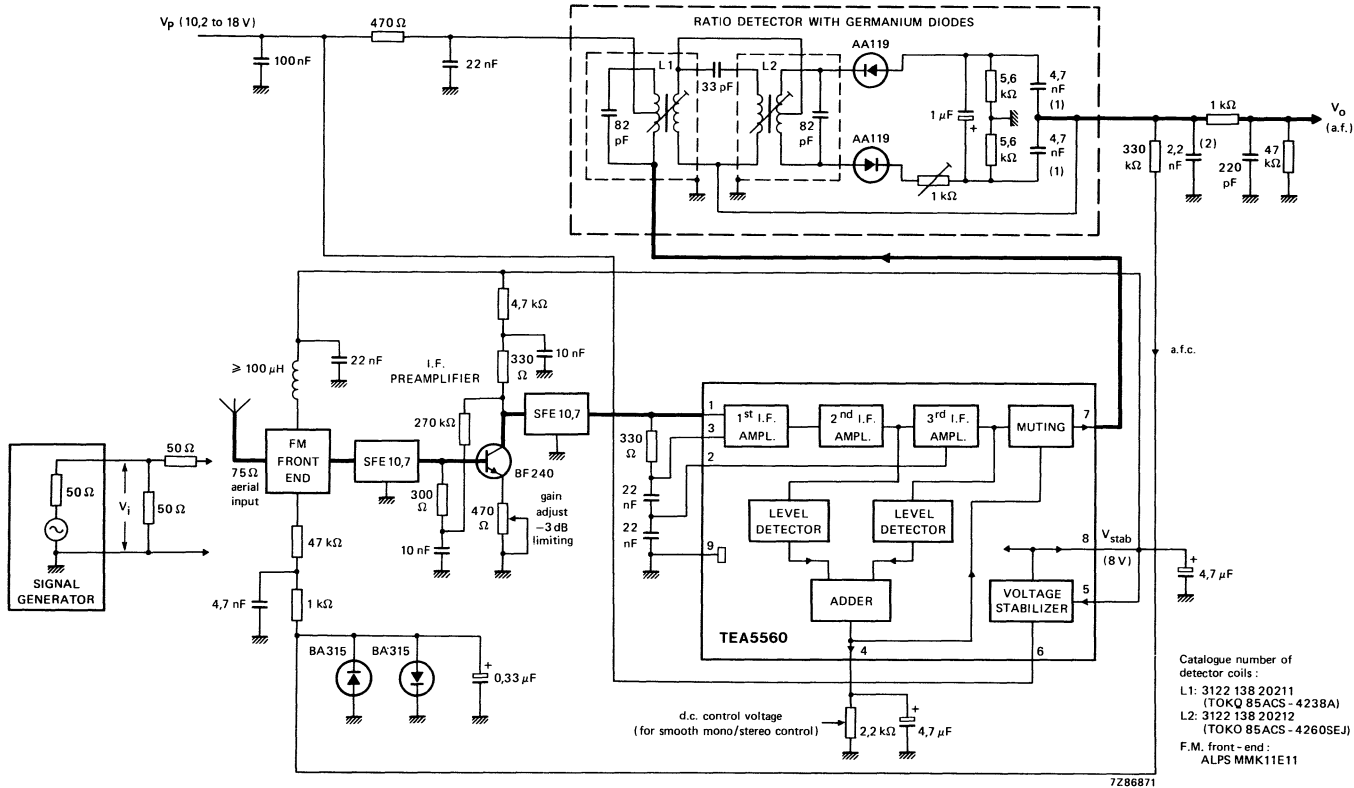 RATIO DETECTOR WITH GERMANIUM DIODES
VP (10,2 to 18 V)
470 Ω
100 nF
22 nF
L1
33 pF
L2
82
pF
82
pF
AA119
AA119
1 µF
+
5,6
kΩ
5,6
kΩ
4,7
nF
(1)
4,7
nF
(1)
1 kΩ
1 kΩ
Vo
(a.f.)
330
kΩ
2,2
nF
(2)
220
pF
47
kΩ
a.f.c.
4,7 kΩ
10 nF
330
Ω
22 nF
⩾ 100 µH
I.F.
PREAMPLIFIER
270 kΩ
SFE 10,7
FM
FRONT
END
75 Ω
aerial
input
SFE 10,7
BF240
300
Ω
10 nF
470
Ω
gain
adjust
–3 dB
limiting
50 Ω
50 Ω
Vi
50 Ω
SIGNAL
GENERATOR
47 kΩ
4,7 nF
1 kΩ
BA315
BA315
+
0,33 µF
330
Ω
22
nF
22
nF
1
3
2
9
1st I.F.
AMPL.
2nd I.F.
AMPL.
3rd I.F.
AMPL.
MUTING
7
LEVEL
DETECTOR
LEVEL
DETECTOR
ADDER
VOLTAGE
STABILIZER
8
Vstab
(8 V)
5
+
4,7 µF
TEA5560
4
6
d.c. control voltage
(for smooth mono/stereo control)
2,2 kΩ
+
4,7 µF
Catalogue number of
detector coils :
L1: 3122 138 20211
(TOKO 85ACS - 4238A)
L2: 3122 138 20212
(TOKO 85ACS - 4260SEJ)
F.M. front - end :
ALPS MMK11E11
7Z86871